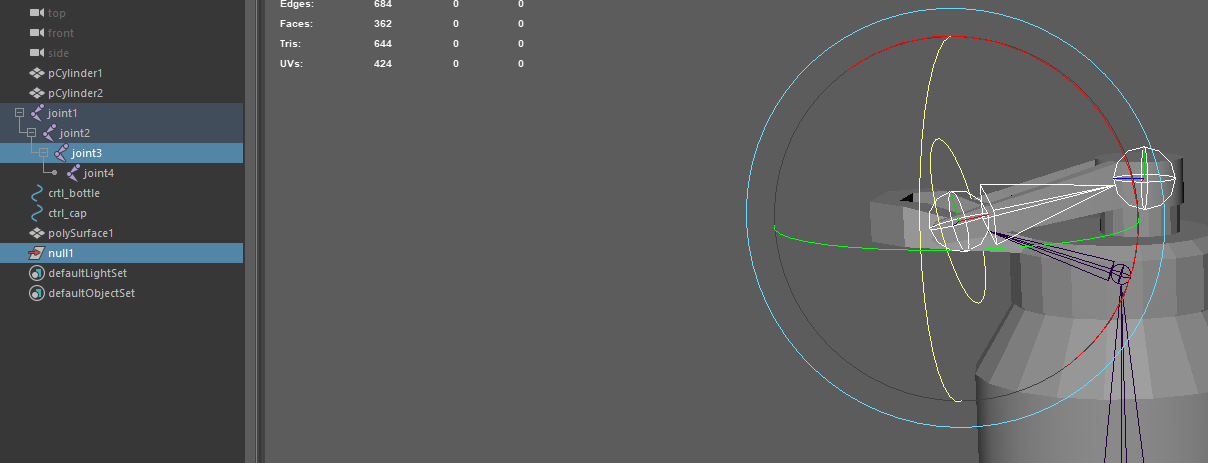 top
front
side
pCylinder1
pCylinder2
joint1
joint2
joint3
joint4
crtl_bottle
ctrl_cap
polySurface1
null1
defaultLightSet
defaultObjectSet
Edges: 684 0 0
Faces: 362 0 0
Tris: 644 0 0
UVs: 424 0 0